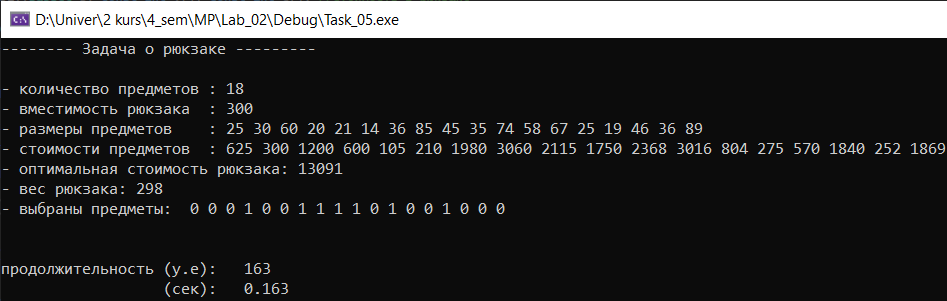 D:\Univer\2 kurs\4_sem\MP\Lab_02\Debug\Task_05.exe
-------- Задача о рюкзаке ---------
- количество предметов : 18
- вместимость рюкзака  : 300
- размеры предметов    : 25 30 60 20 21 14 36 85 45 35 74 58 67 25 19 46 36 89
- стоимости предметов  : 625 300 1200 600 105 210 1980 3060 2115 1750 2368 3016 804 275 570 1840 252 1869
- оптимальная стоимость рюкзака: 13091
- вес рюкзака: 298
- выбраны предметы:  0 0 0 1 0 0 1 1 1 1 0 1 0 0 1 0 0 0
продолжительность (у.е):   163
(сек):   0.163